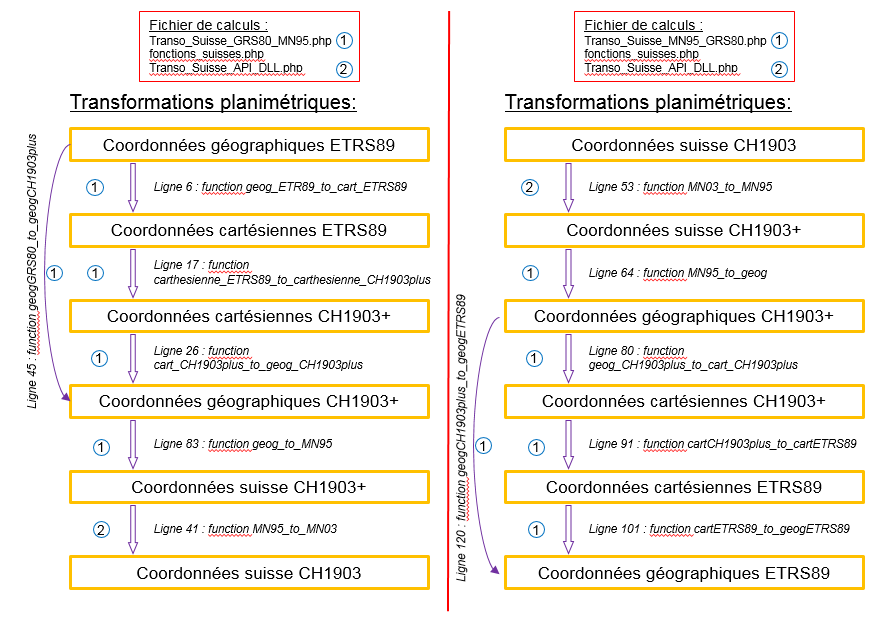 Fichier de calculs :
Transo_Suisse_GRS80_MN95.php 1
fonctions_suisses.php
Transo_Suisse_API_DLL.php 2
Transformations planimétriques:
Coordonnées géographiques ETRS89
1 Ligne 6 : function geog_ETR89_to_cart_ETRS89
Coordonnées cartésiennes ETRS89
1 Ligne 17 : function
carthesienne_ETRS89_to_carthesienne_CH1903plus
Coordonnées cartésiennes CH1903+
1 Ligne 26 : function
cart_CH1903plus_to_geog_CH1903plus
Coordonnées géographiques CH1903+
1 Ligne 83 : function geog_to_MN95
Coordonnées suisse CH1903+
2 Ligne 41 : function MN95_to_MN03
Coordonnées suisse CH1903
Ligne 45 : function geogGRS80_to_geogCH1903plus
1
Fichier de calculs :
Transo_Suisse_MN95_GRS80.php 1
fonctions_suisses.php
Transo_Suisse_API_DLL.php 2
Transformations planimétriques:
Coordonnées suisse CH1903
2 Ligne 53 : function MN03_to_MN95
Coordonnées suisse CH1903+
1 Ligne 64 : function MN95_to_geog
Coordonnées géographiques CH1903+
1 Ligne 80 : function
geog_CH1903plus_to_cart_CH1903plus
Coordonnées cartésiennes CH1903+
1 Ligne 91 : function cartCH1903plus_to_cartETRS89
Coordonnées cartésiennes ETRS89
1 Ligne 101 : function cartETRS89_to_geogETRS89
Coordonnées géographiques ETRS89
Ligne 120 : function geogCH1903plus_to_geogETRS89
1